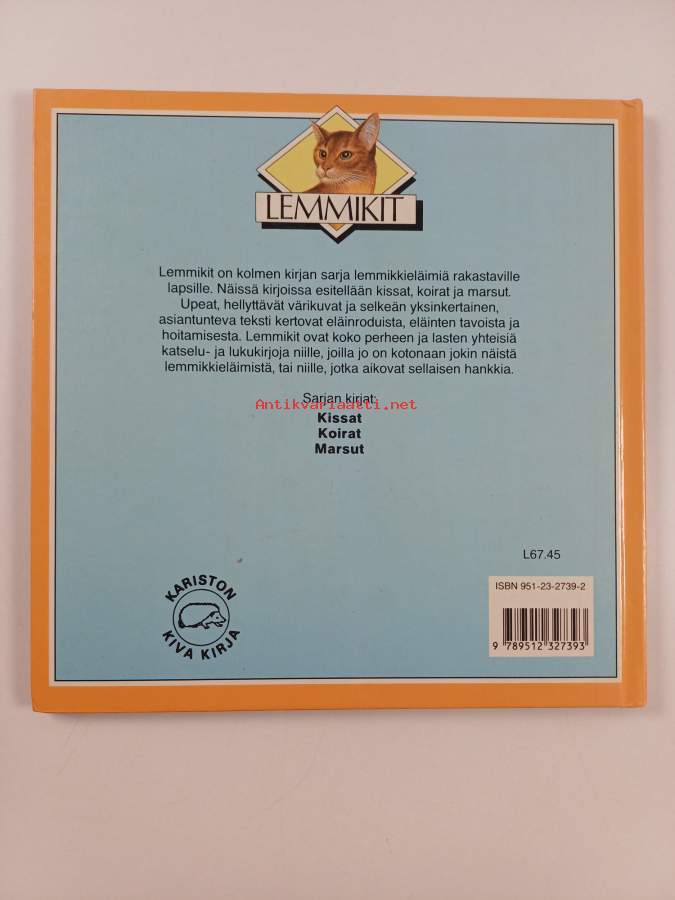 LEMMIKIT
Lemmikit on kolmen kirjan sarja lemmikkieläimiä rakastaville
lapsille. Näissä kirjoissa esitellään kissat, koirat ja marsut.
Upeat, hellyttävät värikuvat ja selkeän yksinkertainen,
asiantunteva teksti kertovat eläinroduista, eläinten tavoista ja
hoitamisesta. Lemmikit ovat koko perheen ja lasten yhteisiä
katselu- ja lukukirjoja niille, joilla jo on kotonaan jokin näistä
lemmikkieläimistä, tai niille, jotka aikovat sellaisen hankkia.
Sarjan kirjat:
Antikvariaatti.net
Kissat
Koirat
Marsut
L67.45
ISBN 951-23-2739-2
9 789512 327393
KARISTON
KIVA KIRJA